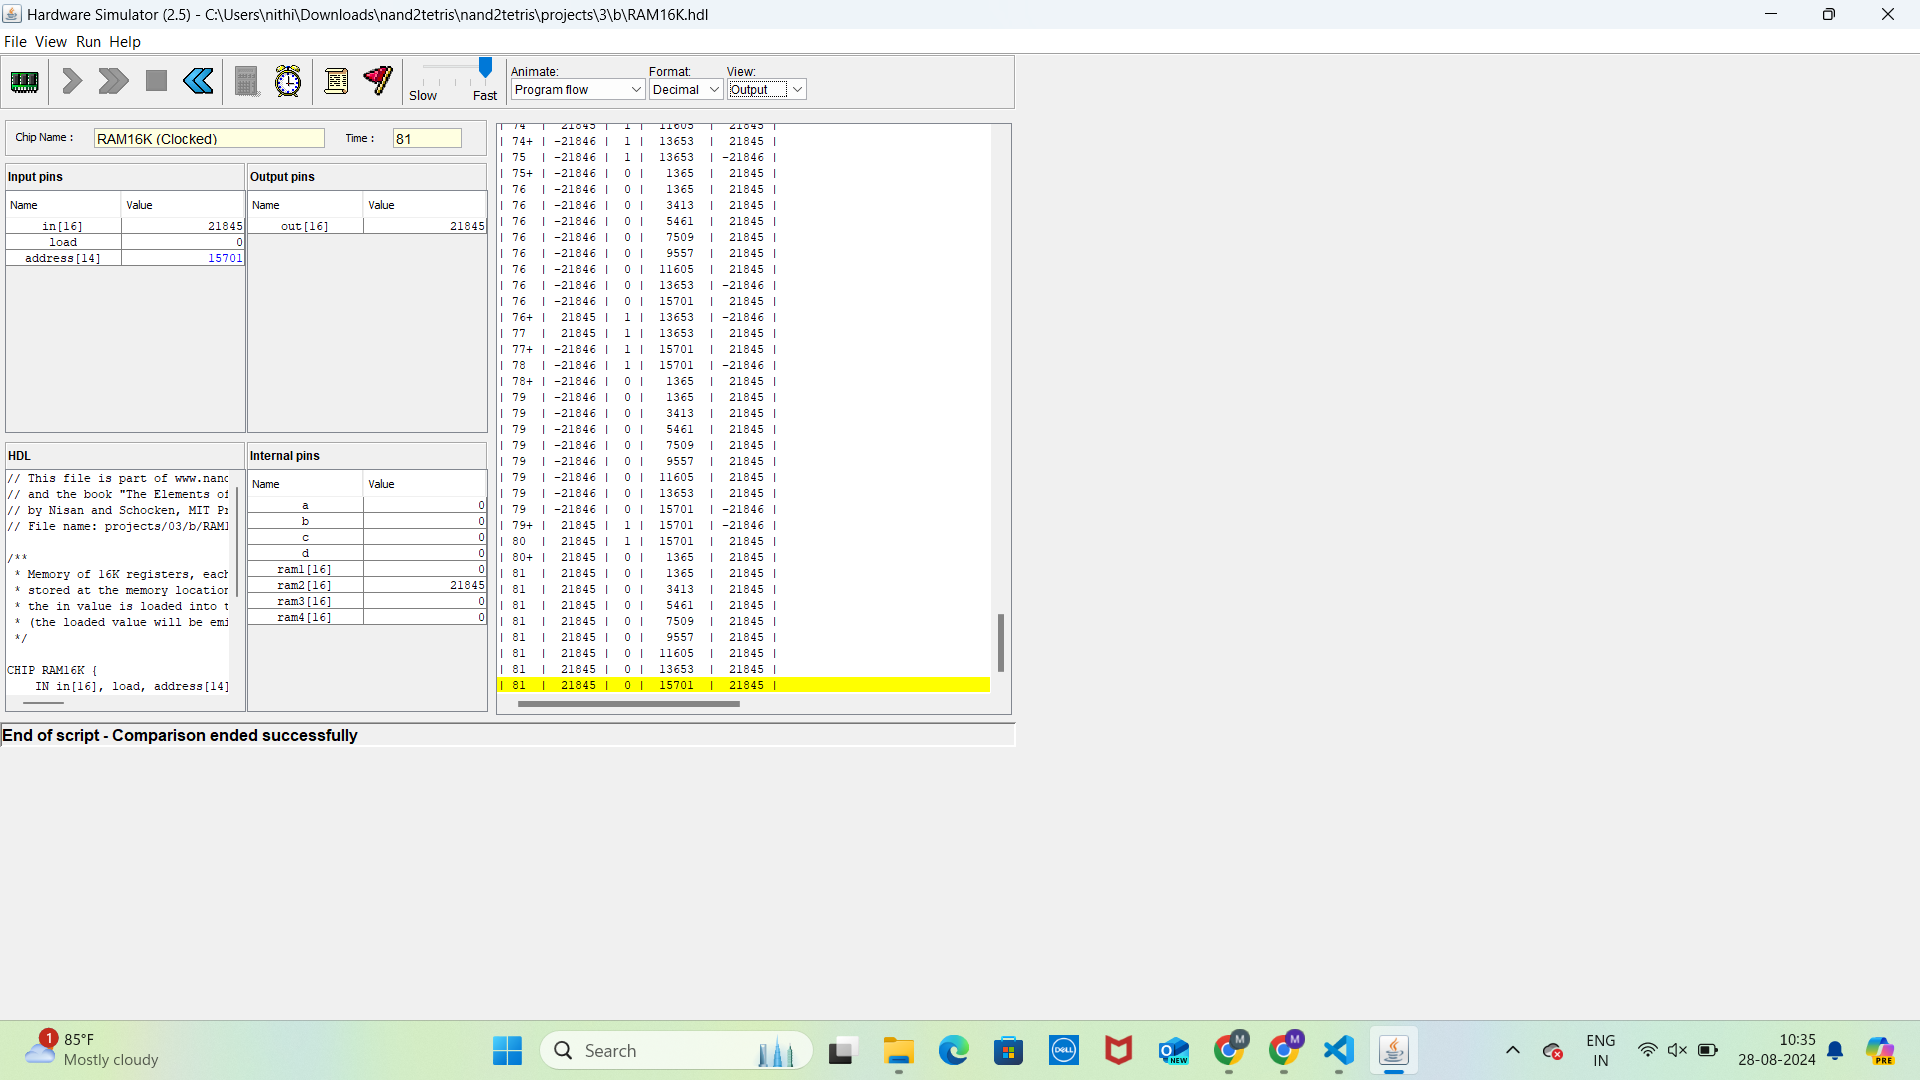 Hardware Simulator (2.5) - C:\Users\nithi\Downloads\nand2tetris\nand2tetris\projects\3\b\RAM16K.hdl
File View Run Help
Slow Fast
Animate: Format: View:
Program flow Decimal Output
Chip Name : RAM16K (Clocked) Time : 81
Input pins
Name Value
in[16] 21845
load 0
address[14] 15701
Output pins
Name Value
out[16] 21845
HDL
// This file is part of www.nand
// and the book "The Elements of
// by Nisan and Schocken, MIT Pr
// File name: projects/03/b/RAM1
/**
* Memory of 16K registers, each
* stored at the memory location
* the in value is loaded into t
* (the loaded value will be emi
*/
CHIP RAM16K {
IN in[16], load, address[14]
Internal pins
Name Value
a 0
b 0
c 0
d 0
ram1[16] 0
ram2[16] 21845
ram3[16] 0
ram4[16] 0
| 74 | 21845 | 1 | 11605 | 21845 |
| 74+ | -21846 | 1 | 13653 | 21845 |
| 75 | -21846 | 1 | 13653 | -21846 |
| 75+ | -21846 | 0 | 1365 | 21845 |
| 76 | -21846 | 0 | 1365 | 21845 |
| 76 | -21846 | 0 | 3413 | 21845 |
| 76 | -21846 | 0 | 5461 | 21845 |
| 76 | -21846 | 0 | 7509 | 21845 |
| 76 | -21846 | 0 | 9557 | 21845 |
| 76 | -21846 | 0 | 11605 | 21845 |
| 76 | -21846 | 0 | 13653 | -21846 |
| 76 | -21846 | 0 | 15701 | 21845 |
| 76+ | 21845 | 1 | 13653 | -21846 |
| 77 | 21845 | 1 | 13653 | 21845 |
| 77+ | -21846 | 1 | 15701 | 21845 |
| 78 | -21846 | 1 | 15701 | -21846 |
| 78+ | -21846 | 0 | 1365 | 21845 |
| 79 | -21846 | 0 | 1365 | 21845 |
| 79 | -21846 | 0 | 3413 | 21845 |
| 79 | -21846 | 0 | 5461 | 21845 |
| 79 | -21846 | 0 | 7509 | 21845 |
| 79 | -21846 | 0 | 9557 | 21845 |
| 79 | -21846 | 0 | 11605 | 21845 |
| 79 | -21846 | 0 | 13653 | 21845 |
| 79 | -21846 | 0 | 15701 | -21846 |
| 79+ | 21845 | 1 | 15701 | -21846 |
| 80 | 21845 | 1 | 15701 | 21845 |
| 80+ | 21845 | 0 | 1365 | 21845 |
| 81 | 21845 | 0 | 1365 | 21845 |
| 81 | 21845 | 0 | 3413 | 21845 |
| 81 | 21845 | 0 | 5461 | 21845 |
| 81 | 21845 | 0 | 7509 | 21845 |
| 81 | 21845 | 0 | 9557 | 21845 |
| 81 | 21845 | 0 | 11605 | 21845 |
| 81 | 21845 | 0 | 13653 | 21845 |
| 81 | 21845 | 0 | 15701 | 21845 |
End of script - Comparison ended successfully
1
85°F
Mostly cloudy
Search
DELL
NEW
M
M
ENG
IN
10:35
28-08-2024
PRE